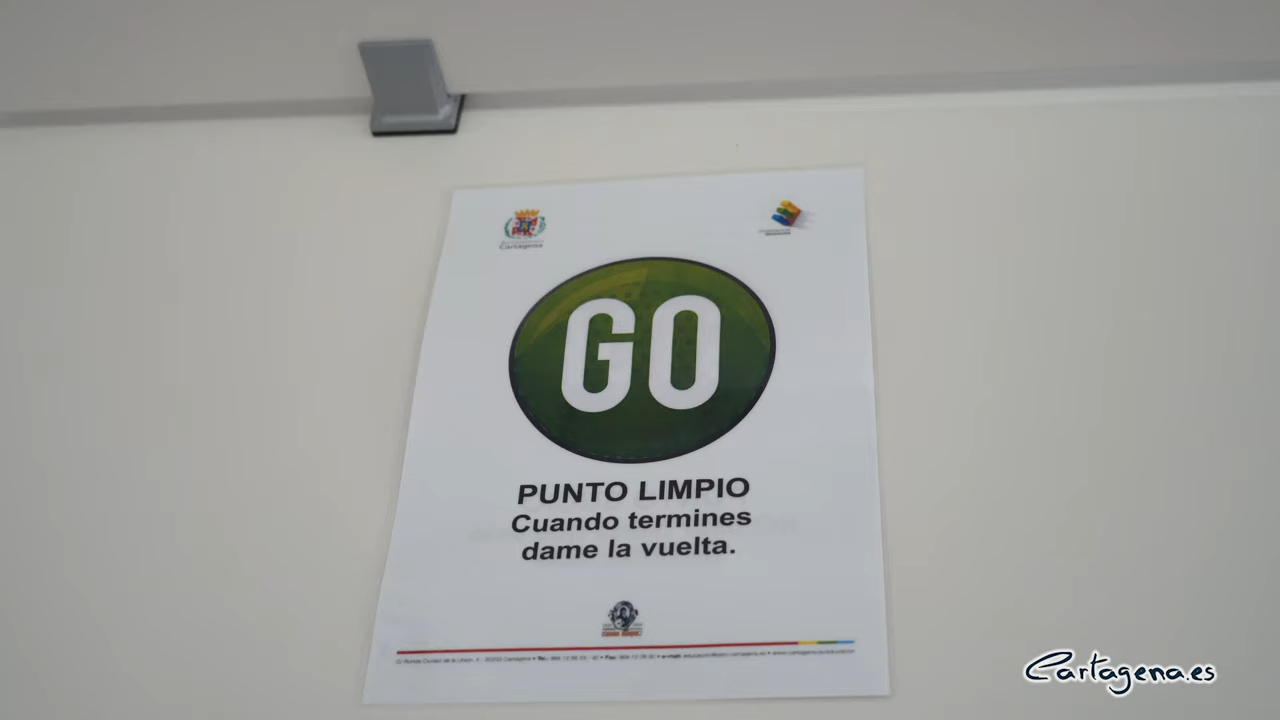 Cartagena
GO
PUNTO LIMPIO
Cuando termines
dame la vuelta.
Cartagena.es